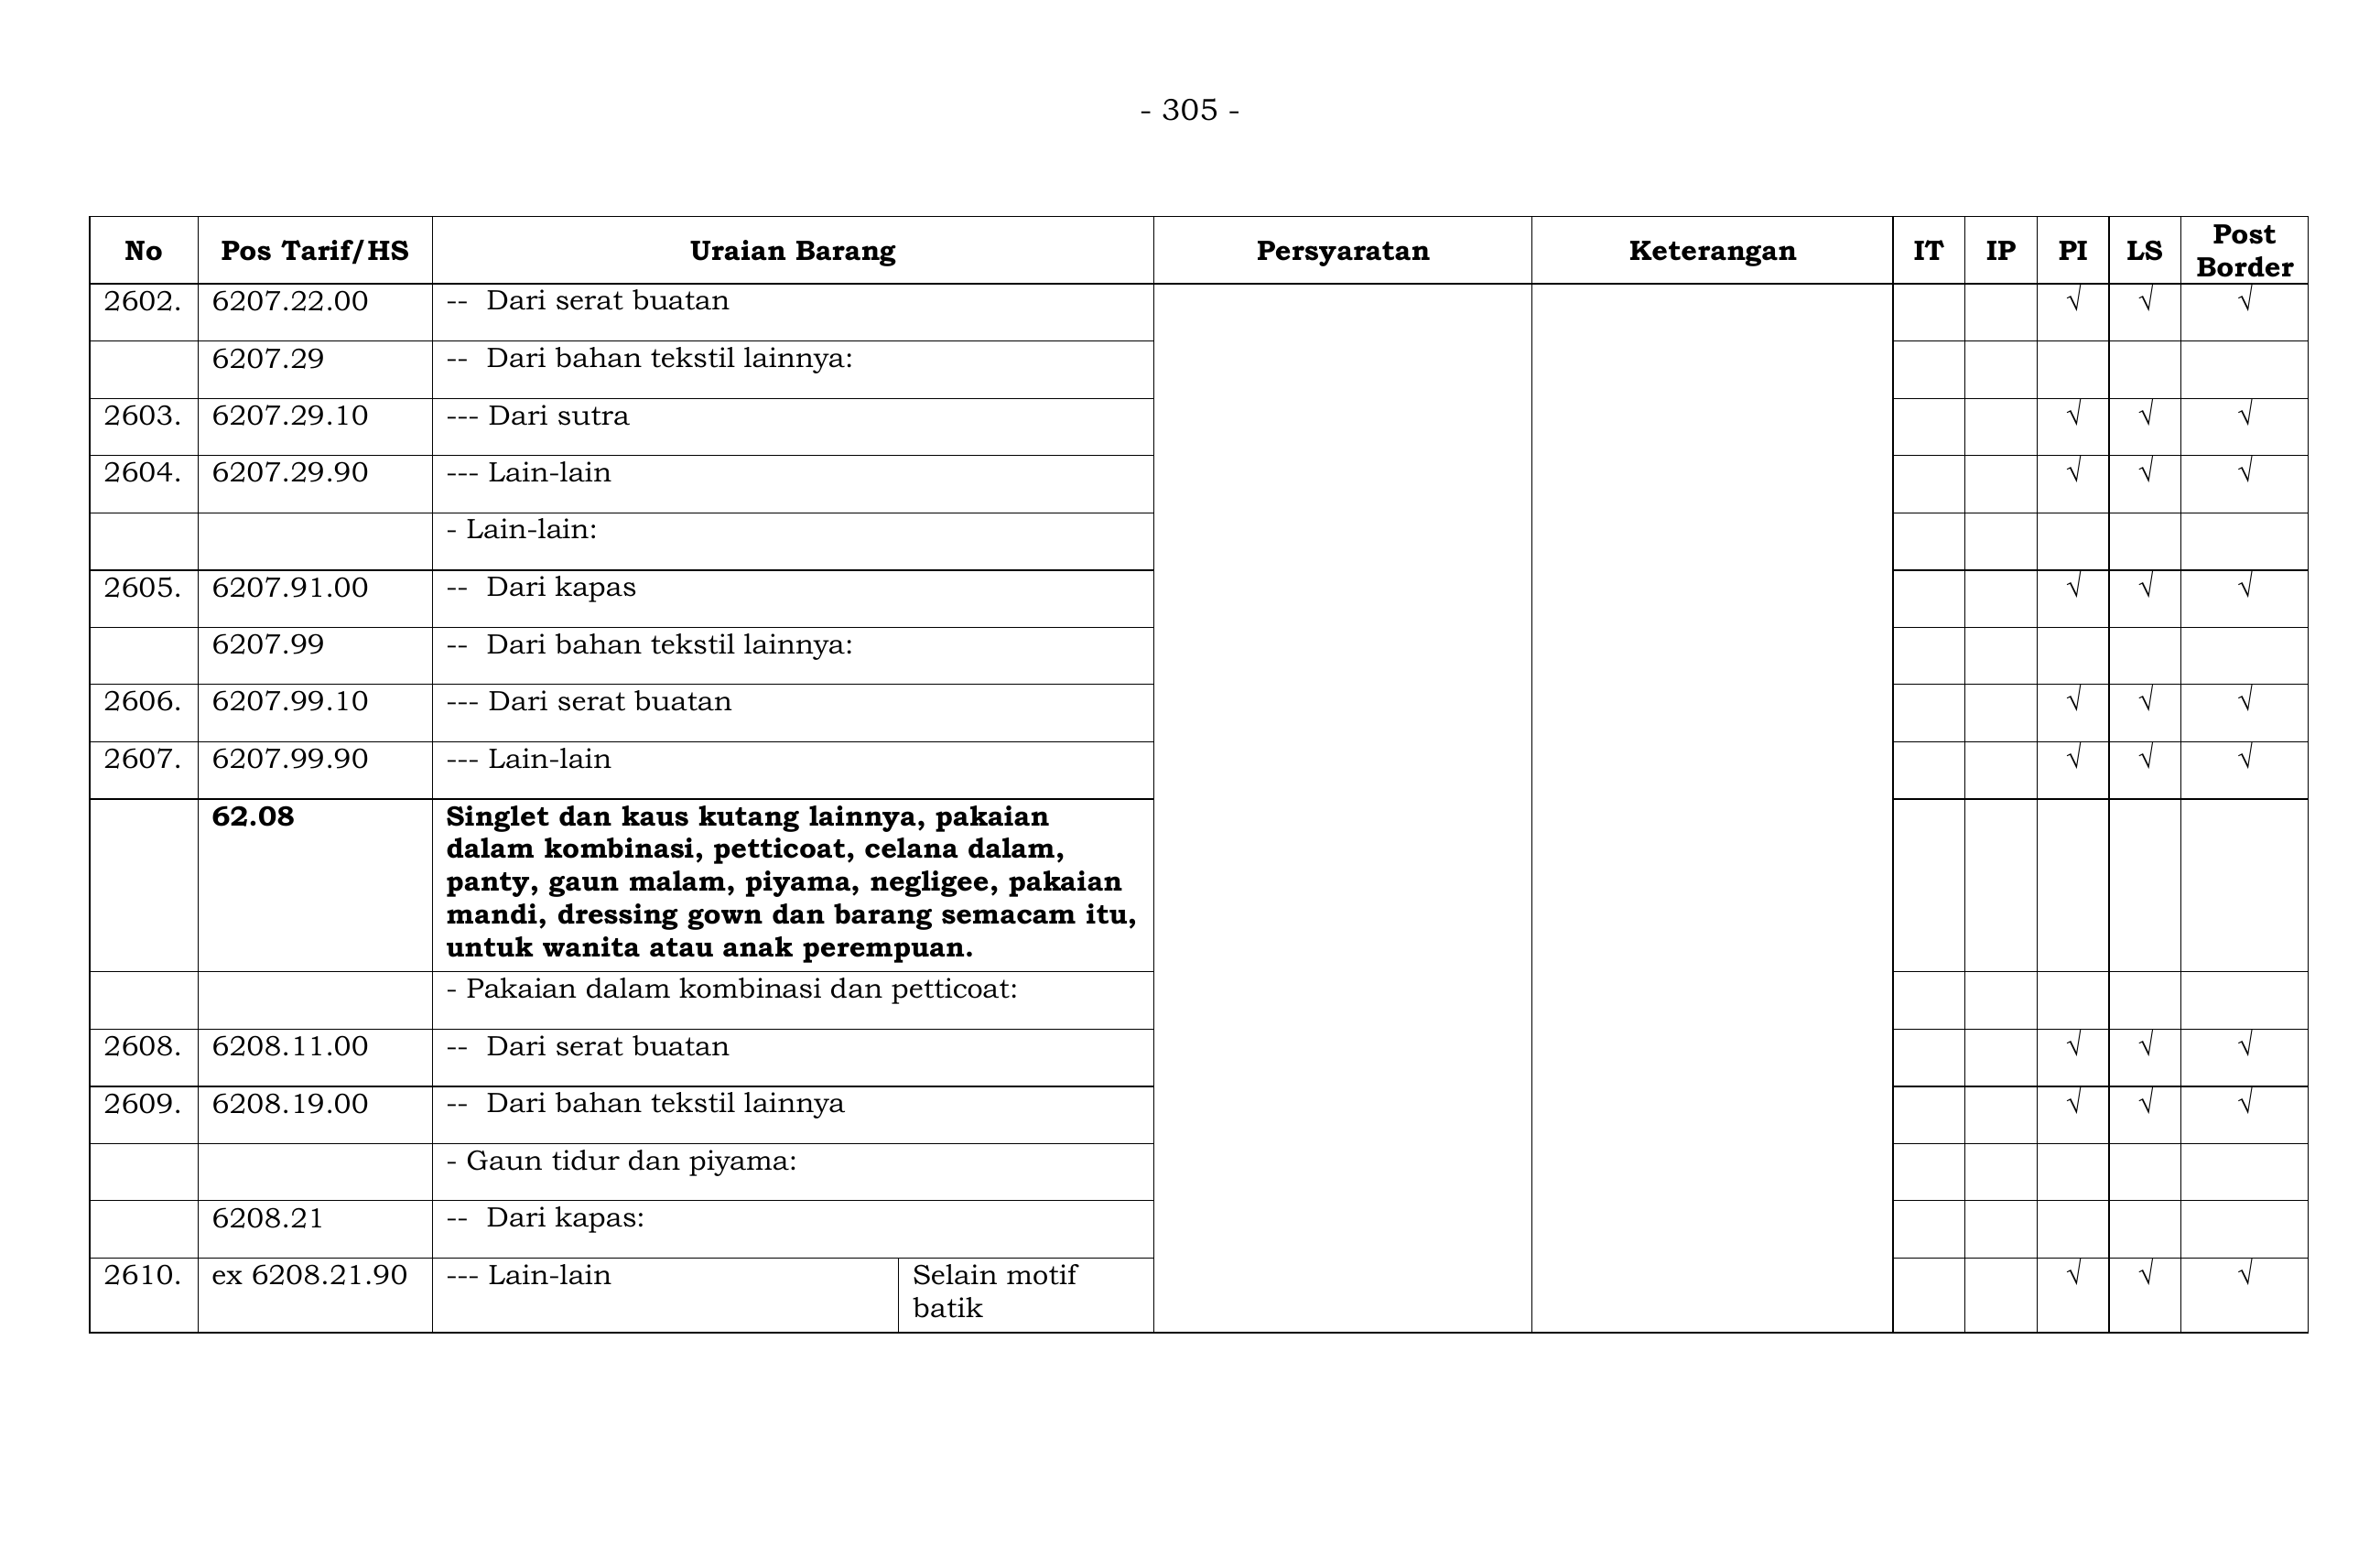 - 305 -
No Pos Tarif/HS Uraian Barang Persyaratan Keterangan IT IP PI LS Post Border
2602. 6207.22.00 -- Dari serat buatan √ √ √
6207.29 -- Dari bahan tekstil lainnya:
2603. 6207.29.10 --- Dari sutra √ √ √
2604. 6207.29.90 --- Lain-lain √ √ √
- Lain-lain:
2605. 6207.91.00 -- Dari kapas √ √ √
6207.99 -- Dari bahan tekstil lainnya:
2606. 6207.99.10 --- Dari serat buatan √ √ √
2607. 6207.99.90 --- Lain-lain √ √ √
62.08 Singlet dan kaus kutang lainnya, pakaian
dalam kombinasi, petticoat, celana dalam,
panty, gaun malam, piyama, negligee, pakaian
mandi, dressing gown dan barang semacam itu,
untuk wanita atau anak perempuan.
- Pakaian dalam kombinasi dan petticoat:
2608. 6208.11.00 -- Dari serat buatan √ √ √
2609. 6208.19.00 -- Dari bahan tekstil lainnya √ √ √
- Gaun tidur dan piyama:
6208.21 -- Dari kapas:
2610. ex 6208.21.90 --- Lain-lain Selain motif √ √ √
batik